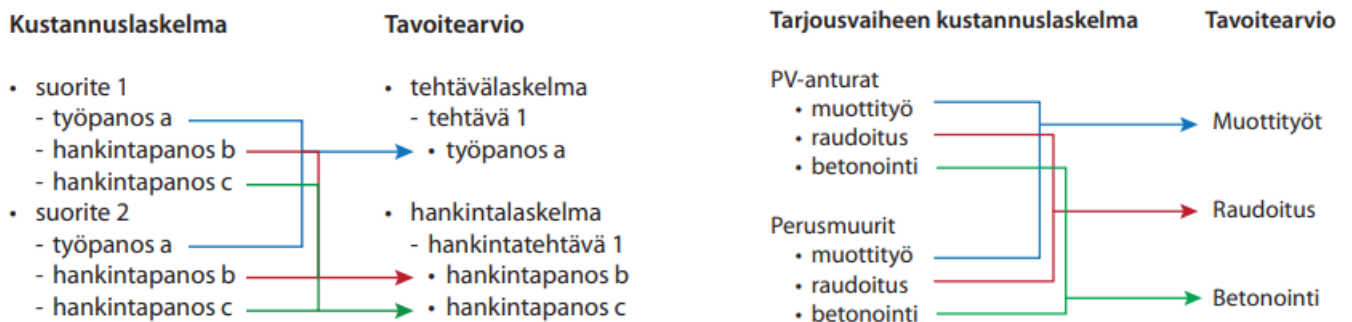 Kustannuslaskelma
• suorite 1
- työpanos a
- hankintapanos b
- hankintapanos c
• suorite 2
- työpanos a
- hankintapanos b
- hankintapanos c
Tavoitearvio
• tehtävälaskelma
- tehtävä 1
• työpanos a
• hankintalaskelma
- hankintatehtävä 1
• hankintapanos b
• hankintapanos c
Tarjousvaiheen kustannuslaskelma
PV-anturat
• muottityö
• raudoitus
• betonointi
Perusmuurit
• muottityö
• raudoitus
• betonointi
Tavoitearvio
Muottityöt
Raudoitus
Betonointi